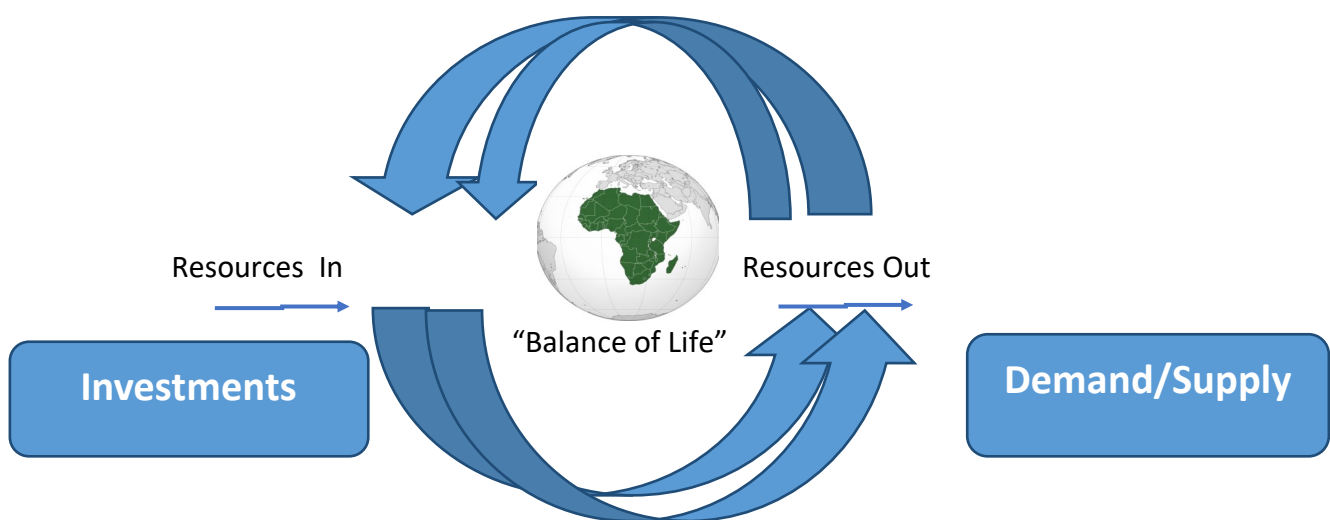 Resources  In
Resources Out
“Balance of Life”
Investments
Demand/Supply